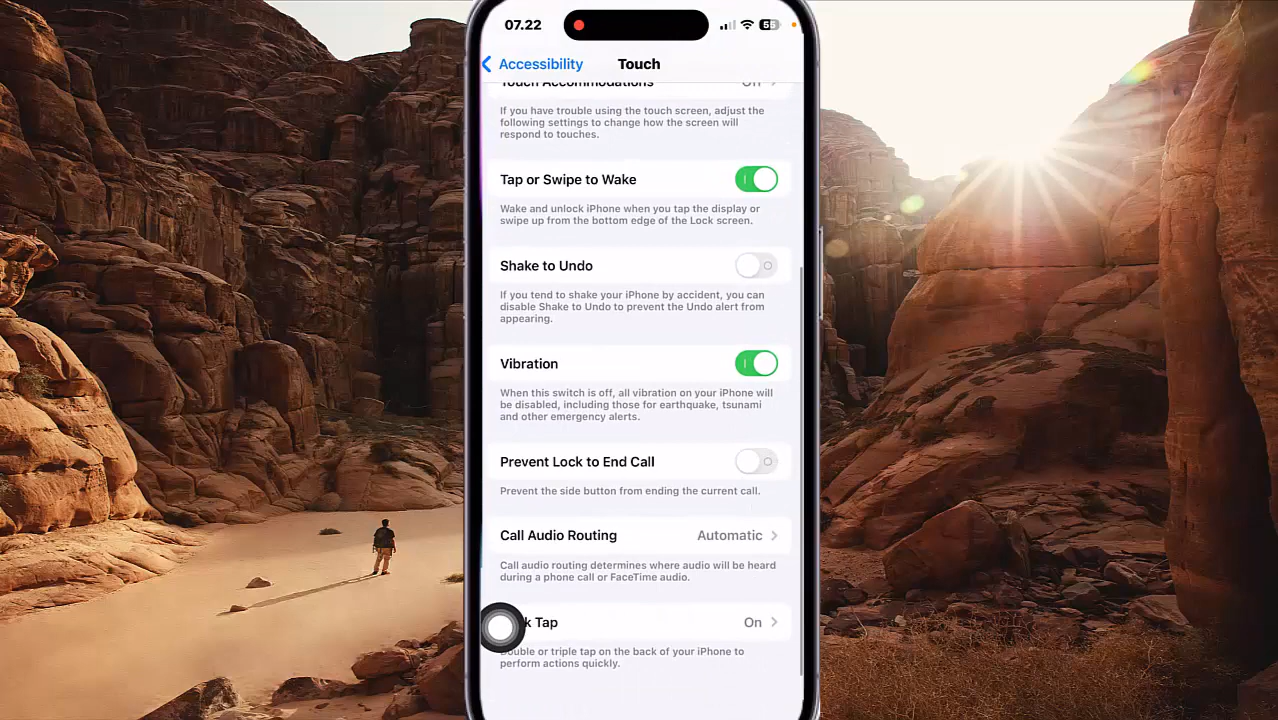 07.22
55
Accessibility
Touch
Touch Accommodations
If you have trouble using the touch screen, adjust the
following settings to change how the screen will
respond to touches.
Tap or Swipe to Wake
Wake and unlock iPhone when you tap the display or
swipe up from the bottom edge of the Lock screen.
Shake to Undo
If you tend to shake your iPhone by accident, you can
disable Shake to Undo to prevent the Undo alert from
appearing.
Vibration
When this switch is off, all vibration on your iPhone will
be disabled, including those for earthquake, tsunami
and other emergency alerts.
Prevent Lock to End Call
Prevent the side button from ending the current call.
Call Audio Routing
Automatic
Call audio routing determines where audio will be heard
during a phone call or FaceTime audio.
k Tap
On
Double or triple tap on the back of your iPhone to
perform actions quickly.